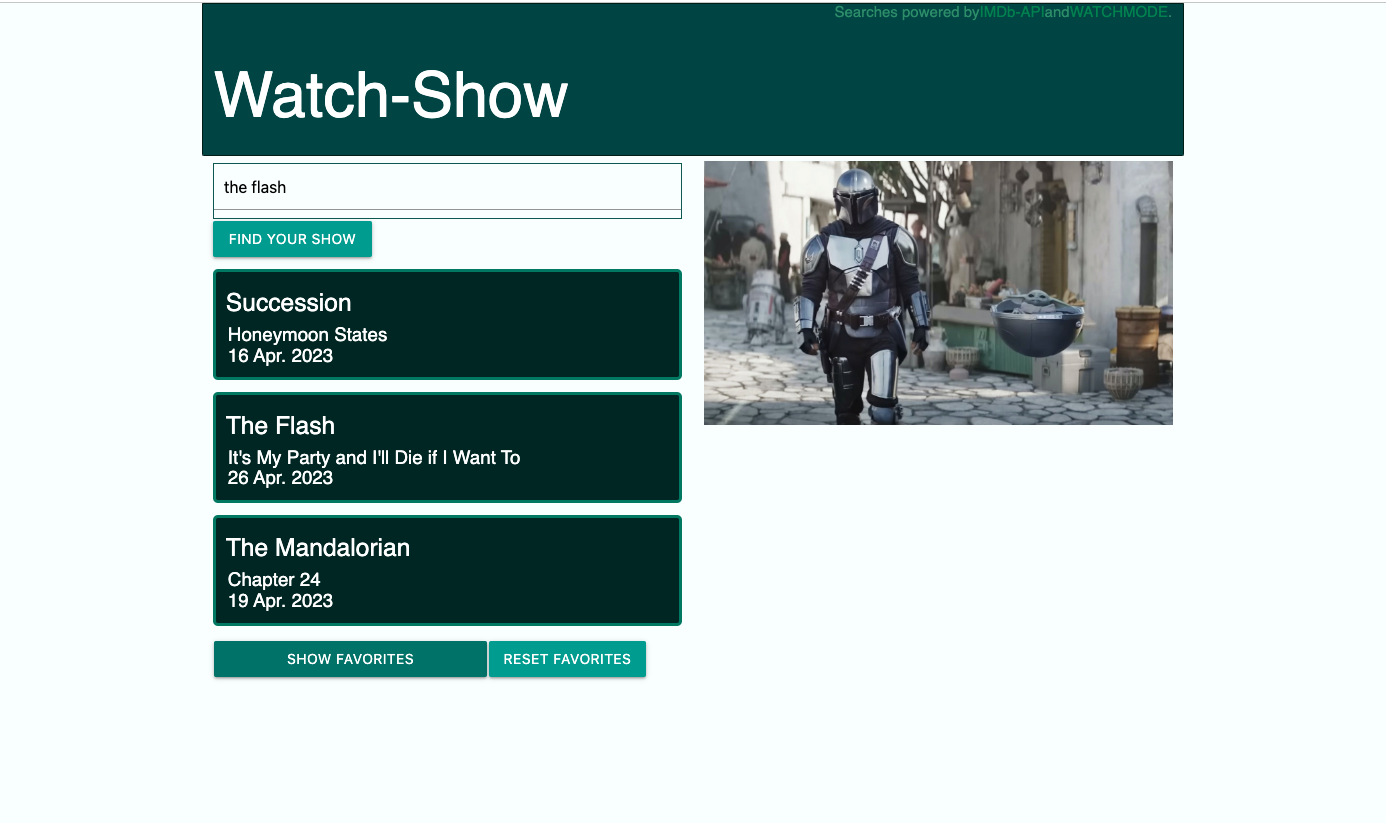 Searches powered byIMDb-APIandWATCHMODE.
Watch-Show
the flash
FIND YOUR SHOW
Succession
Honeymoon States
16 Apr. 2023
The Flash
It's My Party and I'll Die if I Want To
26 Apr. 2023
The Mandalorian
Chapter 24
19 Apr. 2023
SHOW FAVORITES RESET FAVORITES